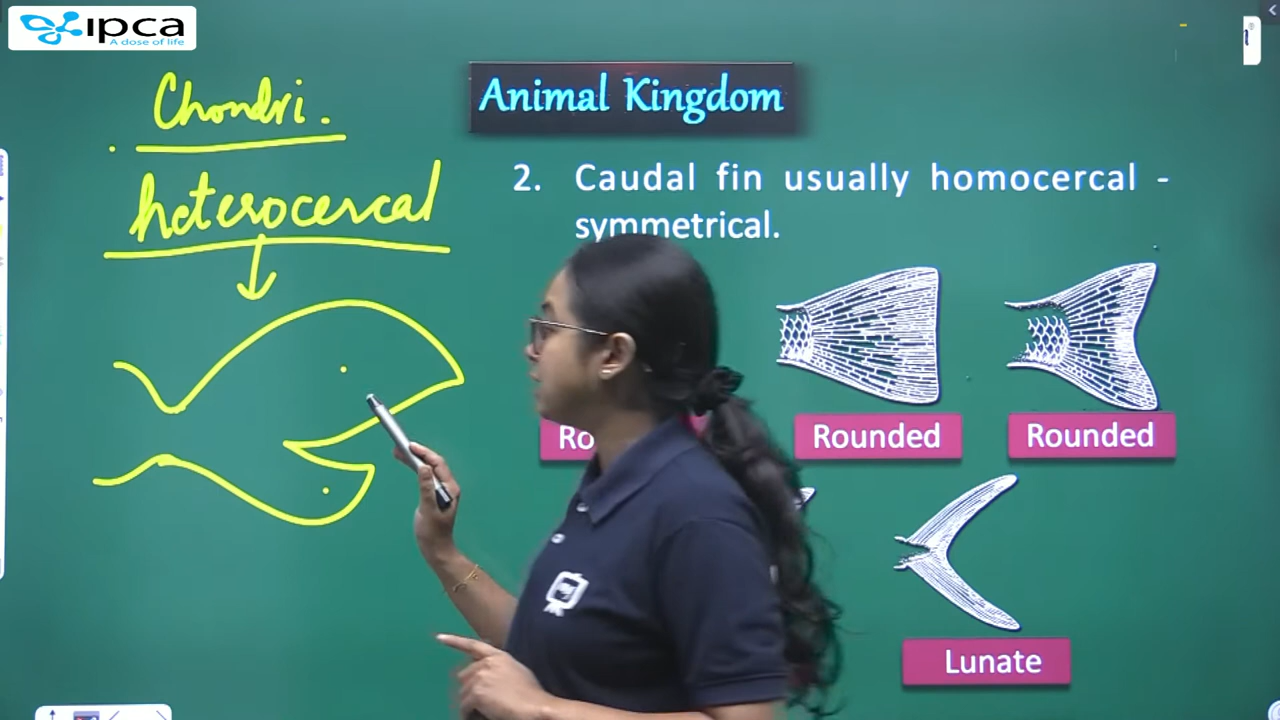 ipca
A dose of life
Chondri.
heterocercal
Animal Kingdom
2. Caudal fin usually homocercal -
symmetrical.
Rounded
Rounded
Lunate